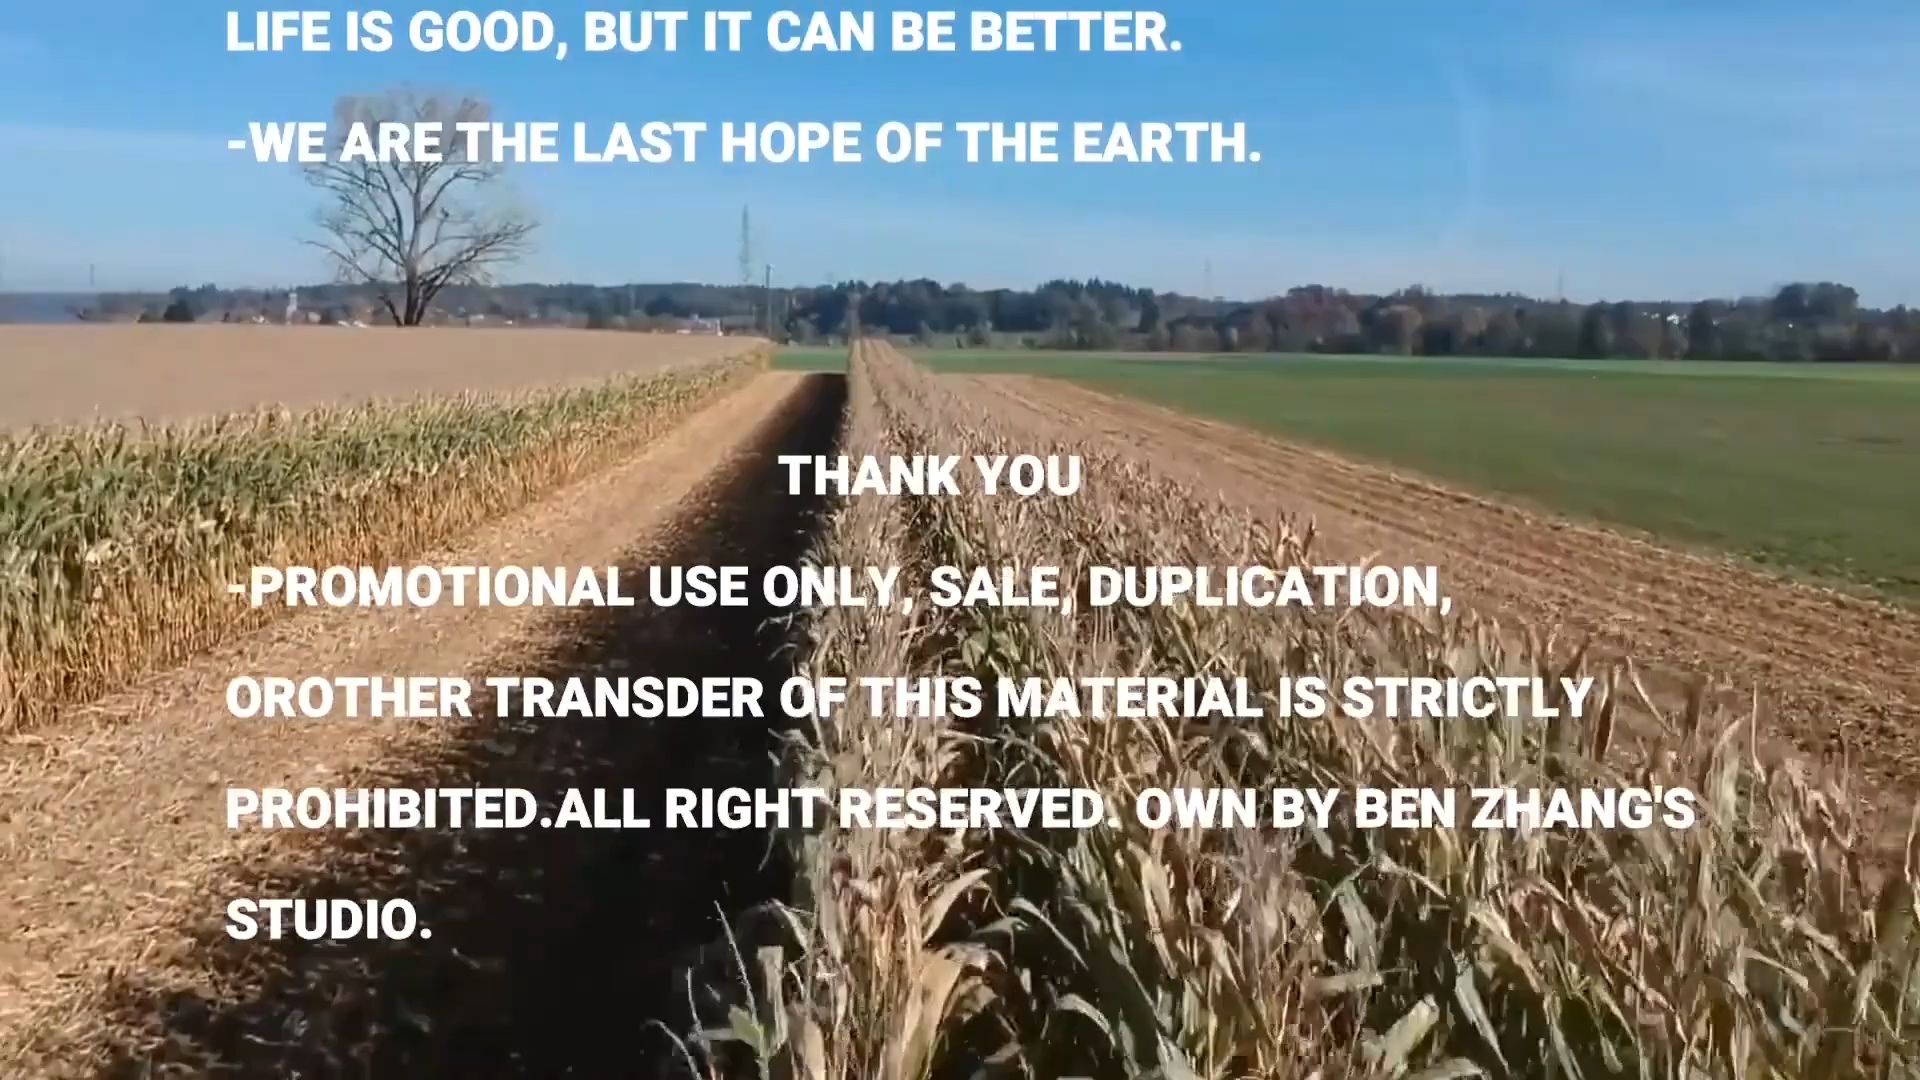 LIFE IS GOOD, BUT IT CAN BE BETTER.
-WE ARE THE LAST HOPE OF THE EARTH.
THANK YOU
-PROMOTIONAL USE ONLY, SALE, DUPLICATION,
OROTHER TRANSDER OF THIS MATERIAL IS STRICTLY
PROHIBITED.ALL RIGHT RESERVED. OWN BY BEN ZHANG'S
STUDIO.